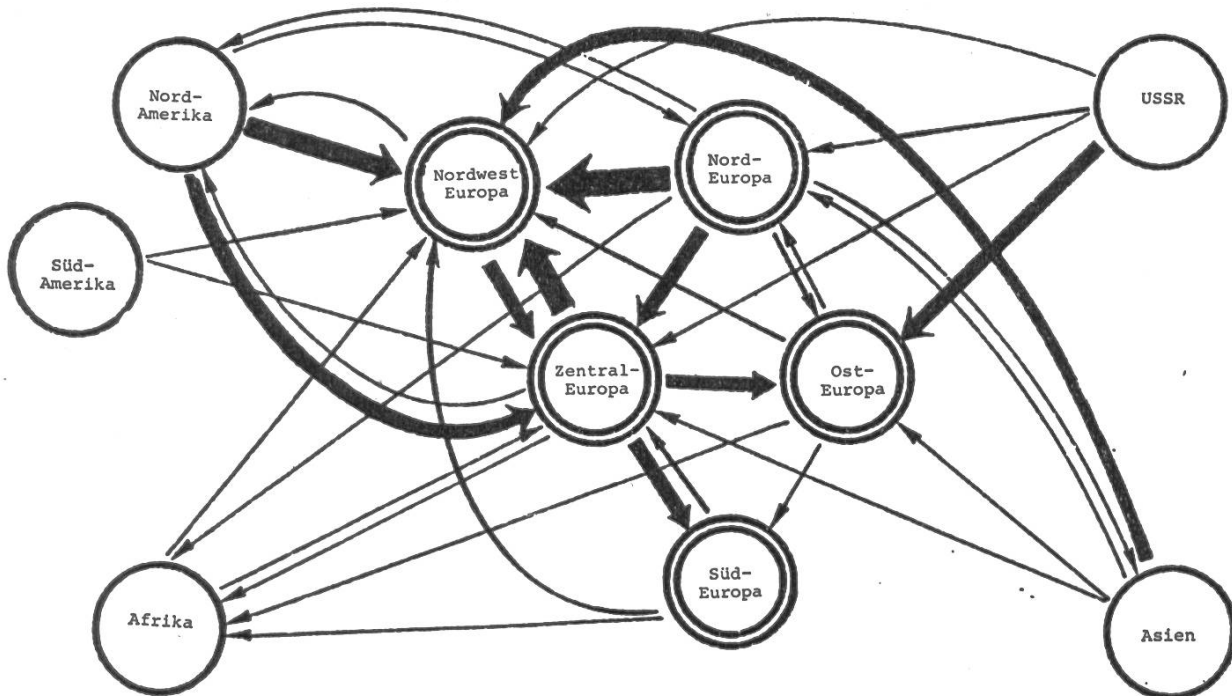 Nord-
Amerika
Nordwest
Europa
Nord-
Europa
USSR
Süd-
Amerika
Zentral-
Europa
Ost-
Europa
Süd-
Europa
Afrika
Asien